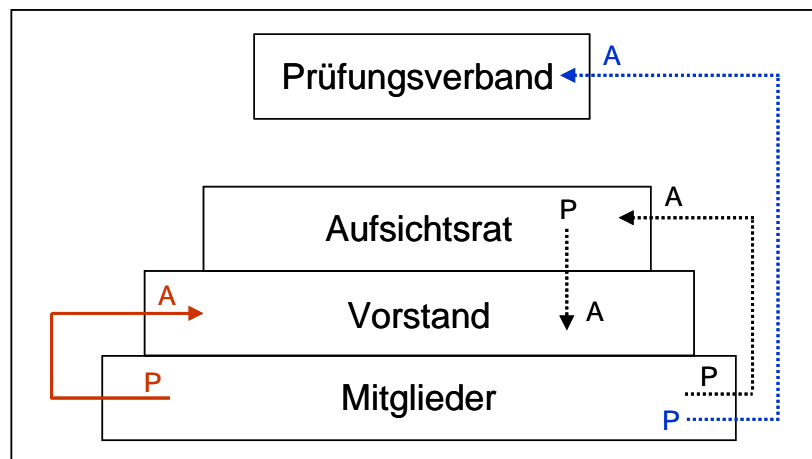 Prüfungsverband
A
Aufsichtsrat
P
A
A
Vorstand
A
P
Mitglieder
P
P